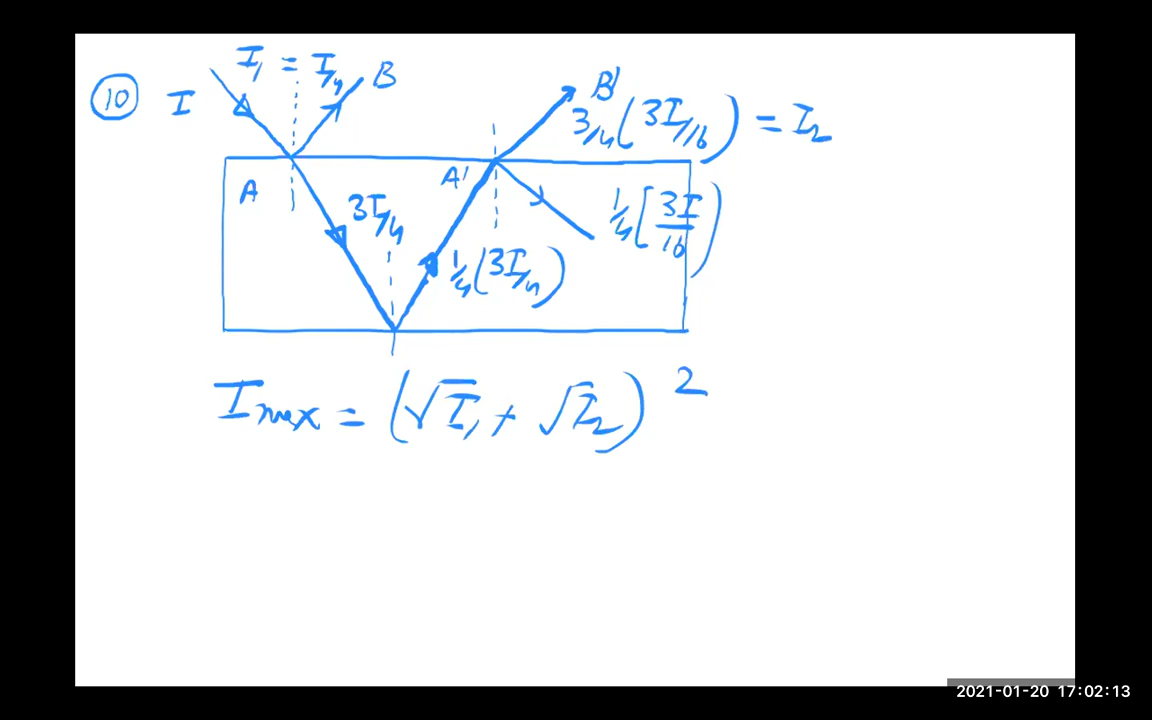 I₁ = I/4 B
⑩ I
B' 3/4(3I/16) = I₂
A 3I/4 A' 1/4(3I/16)
1/4(3I/4)
Imax = (√I₁ + √I₂)²
2021-01-20 17:02:13